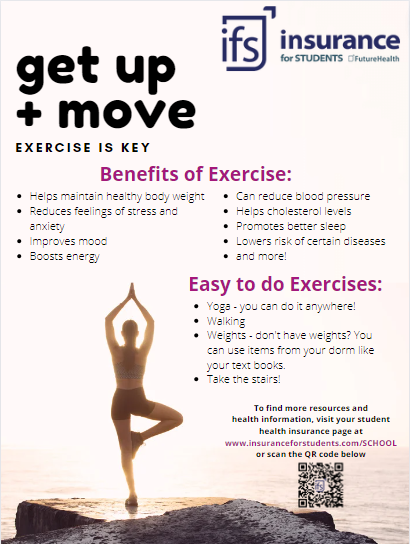 ifs insurance
for STUDENTS FutureHealth
get up
+ move
EXERCISE IS KEY
Benefits of Exercise:
• Helps maintain healthy body weight
• Reduces feelings of stress and
anxiety
• Improves mood
• Boosts energy
• Can reduce blood pressure
• Helps cholesterol levels
• Promotes better sleep
• Lowers risk of certain diseases
• and more!
Easy to do Exercises:
• Yoga - you can do it anywhere!
• Walking
• Weights - don't have weights? You
can use items from your dorm like
your text books.
• Take the stairs!
To find more resources and
health information, visit your student
health insurance page at
www.insuranceforstudents.com/SCHOOL
or scan the QR code below